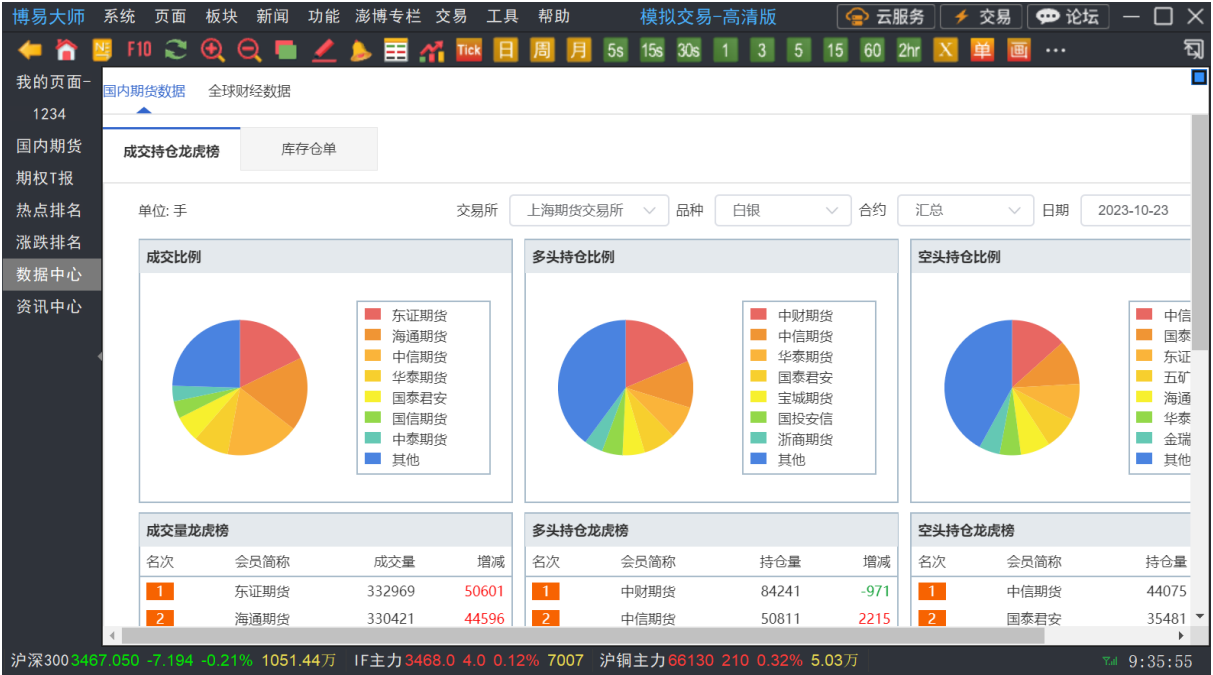 博易大师 系统 页面 板块 新闻 功能 澎博专栏 交易 工具 帮助 模拟交易-高清版 云服务 交易 论坛
F10 Tick 日 周 月 5s 15s 30s 1 3 5 15 60 2hr X 单 画 ···
我的页面-
1234
国内期货
期权T报
热点排名
涨跌排名
数据中心
资讯中心
国内期货数据 全球财经数据
成交持仓龙虎榜 库存仓单
单位: 手 交易所 上海期货交易所 品种 白银 合约 汇总 日期 2023-10-23
成交比例
东证期货
海通期货
中信期货
华泰期货
国泰君安
国信期货
中泰期货
其他
多头持仓比例
中财期货
中信期货
华泰期货
国泰君安
宝城期货
国投安信
浙商期货
其他
空头持仓比例
中信
国泰
东证
五矿
海通
华泰
金瑞
其他
成交量龙虎榜
名次 会员简称 成交量 增减
1 东证期货 332969 50601
2 海通期货 330421 44596
多头持仓龙虎榜
名次 会员简称 持仓量 增减
1 中财期货 84241 -971
2 中信期货 50811 2215
空头持仓龙虎榜
名次 会员简称 持仓量
1 中信期货 44075
2 国泰君安 35481
沪深300 3467.050 -7.194 -0.21% 1051.44万 IF主力 3468.0 4.0 0.12% 7007 沪铜主力 66130 210 0.32% 5.03万 9:35:55